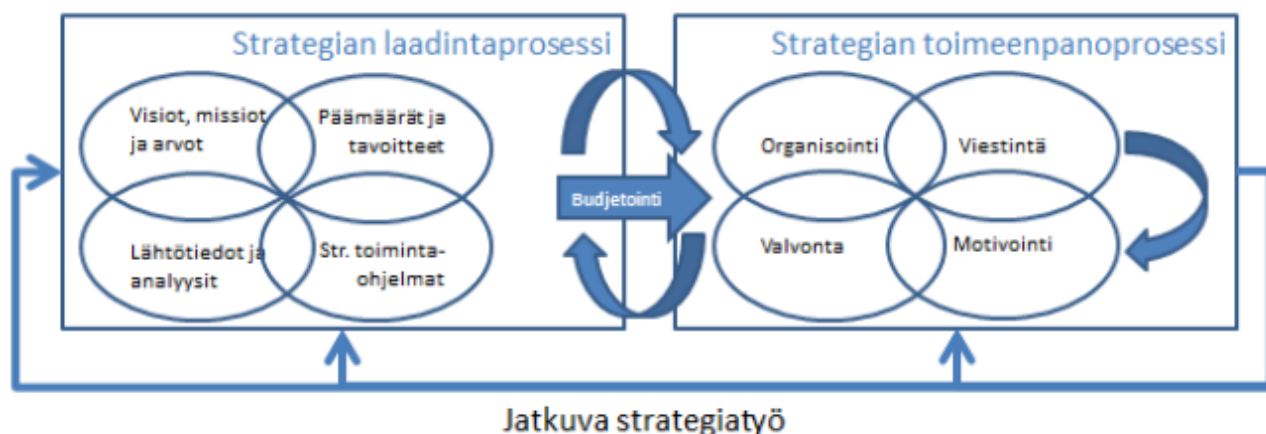 Strategian laadintaprosessi
Visiot, missiot
ja arvot
Päämäärät ja
tavoitteet
Lähtötiedot ja
analyysit
Str. toiminta-
ohjelmat
Budjetointi
Strategian toimeenpanoprosessi
Organisointi
Viestintä
Valvonta
Motivointi
Jatkuva strategiatyö